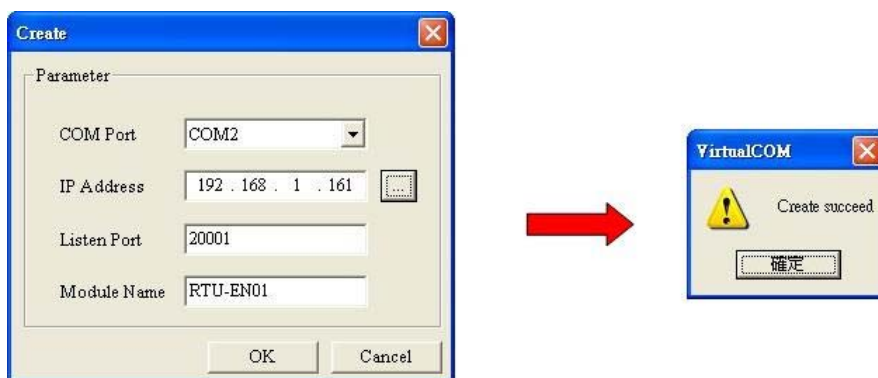 Create
Parameter
COM Port COM2
IP Address 192 . 168 . 1 . 161 ...
Listen Port 20001
Module Name RTU-EN01
OK Cancel
VirtualCOM
Create succeed
確定